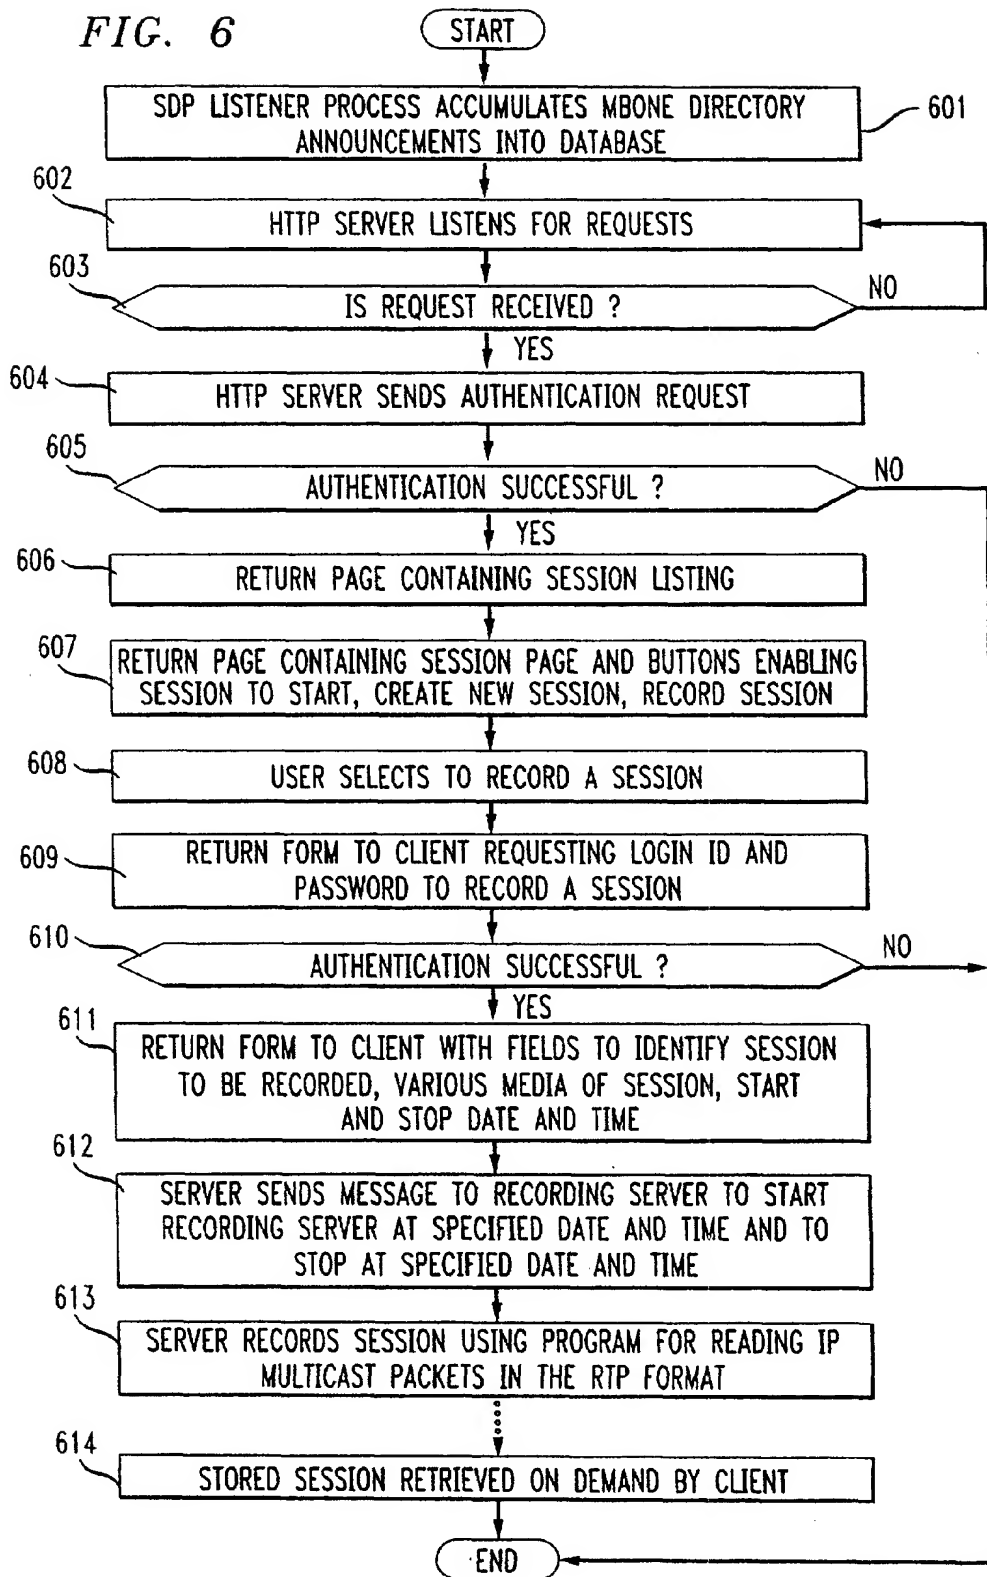 FIG. 6
START
SDP LISTENER PROCESS ACCUMULATES MBONE DIRECTORY
ANNOUNCEMENTS INTO DATABASE
601
602
HTTP SERVER LISTENS FOR REQUESTS
603
IS REQUEST RECEIVED ?
NO
YES
604
HTTP SERVER SENDS AUTHENTICATION REQUEST
605
AUTHENTICATION SUCCESSFUL ?
NO
YES
606
RETURN PAGE CONTAINING SESSION LISTING
607
RETURN PAGE CONTAINING SESSION PAGE AND BUTTONS ENABLING
SESSION TO START, CREATE NEW SESSION, RECORD SESSION
608
USER SELECTS TO RECORD A SESSION
609
RETURN FORM TO CLIENT REQUESTING LOGIN ID AND
PASSWORD TO RECORD A SESSION
610
AUTHENTICATION SUCCESSFUL ?
NO
YES
611
RETURN FORM TO CLIENT WITH FIELDS TO IDENTIFY SESSION
TO BE RECORDED, VARIOUS MEDIA OF SESSION, START
AND STOP DATE AND TIME
612
SERVER SENDS MESSAGE TO RECORDING SERVER TO START
RECORDING SERVER AT SPECIFIED DATE AND TIME AND TO
STOP AT SPECIFIED DATE AND TIME
613
SERVER RECORDS SESSION USING PROGRAM FOR READING IP
MULTICAST PACKETS IN THE RTP FORMAT
614
STORED SESSION RETRIEVED ON DEMAND BY CLIENT
END